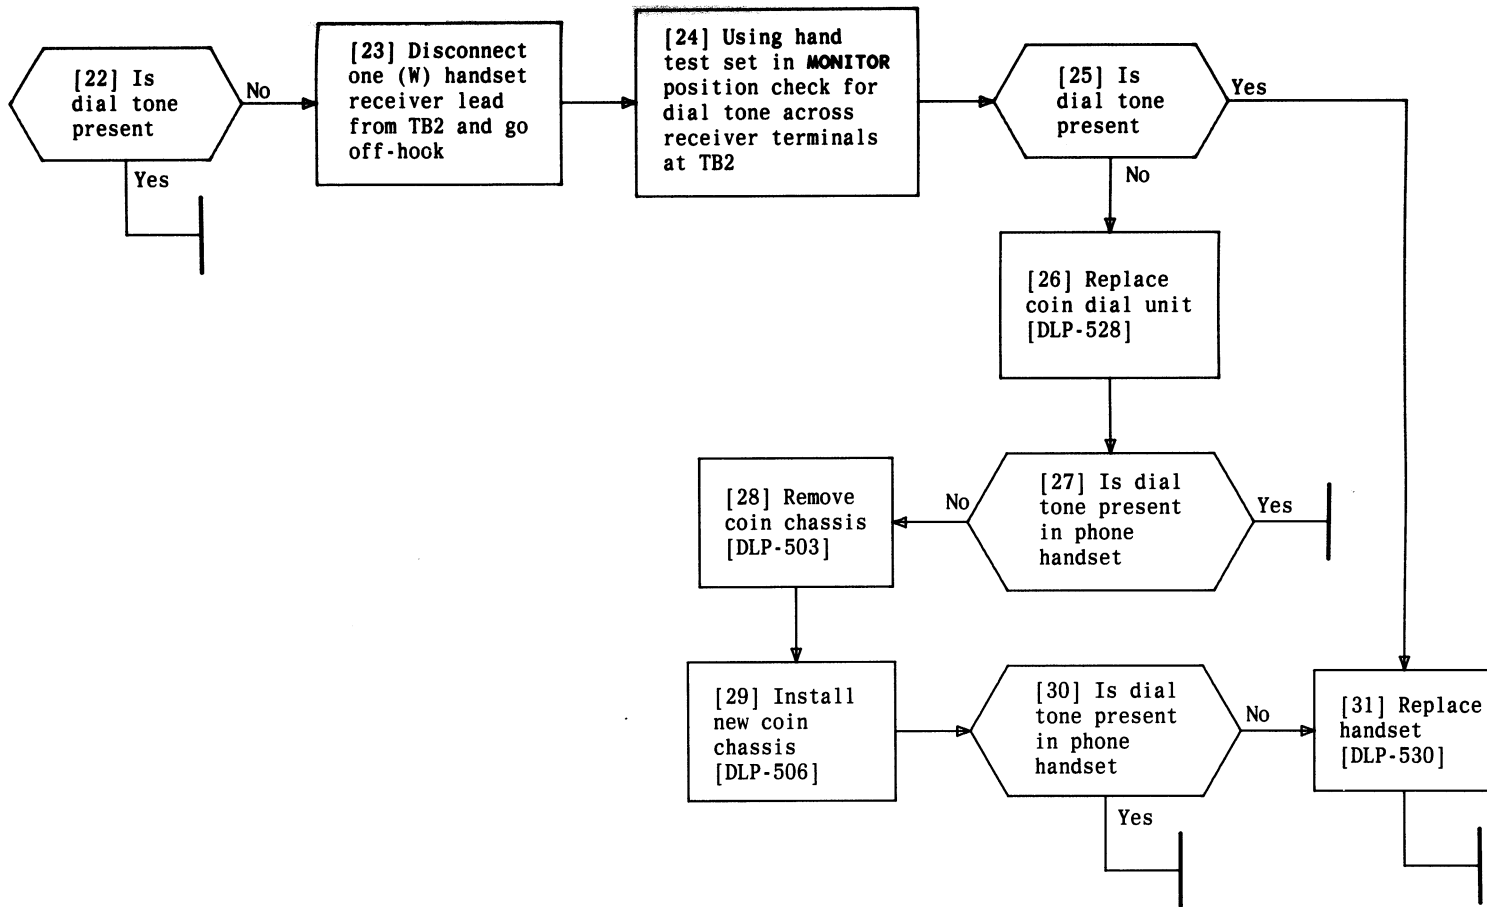 [22] Is
dial tone
present
No
Yes
[23] Disconnect
one (W) handset
receiver lead
from TB2 and go
off-hook
[24] Using hand
test set in MONITOR
position check for
dial tone across
receiver terminals
at TB2
[25] Is
dial tone
present
Yes
No
[26] Replace
coin dial unit
[DLP-528]
[27] Is dial
tone present
in phone
handset
No
Yes
[28] Remove
coin chassis
[DLP-503]
[29] Install
new coin
chassis
[DLP-506]
[30] Is dial
tone present
in phone
handset
No
Yes
[31] Replace
handset
[DLP-530]